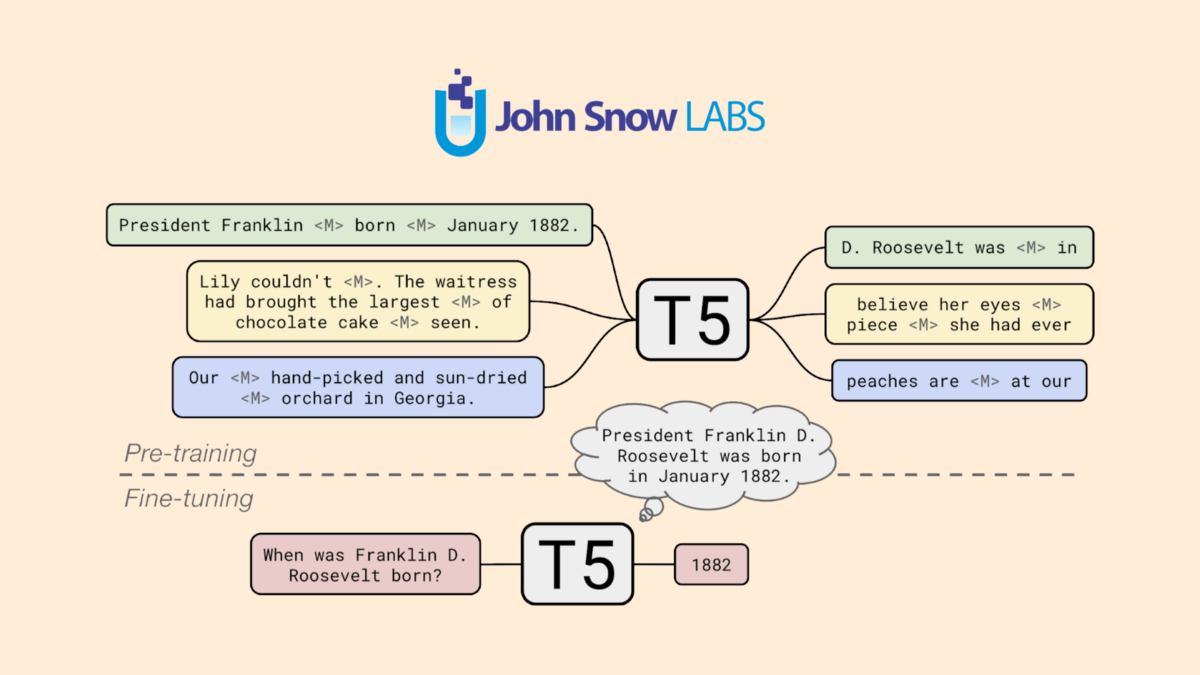 John Snow LABS
President Franklin <M> born <M> January 1882.
Lily couldn't <M>. The waitress
had brought the largest <M> of
chocolate cake <M> seen.
Our <M> hand-picked and sun-dried
<M> orchard in Georgia.
T5
D. Roosevelt was <M> in
believe her eyes <M>
piece <M> she had ever
peaches are <M> at our
Pre-training
President Franklin D.
Roosevelt was born
in January 1882.
Fine-tuning
When was Franklin D.
Roosevelt born?
T5
1882